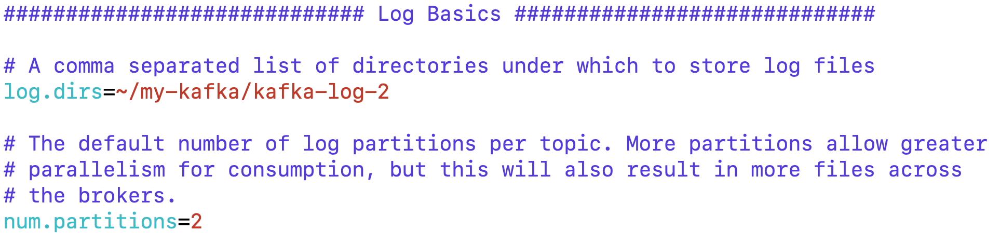 ############################# Log Basics #############################
# A comma separated list of directories under which to store log files
log.dirs=~/my-kafka/kafka-log-2
# The default number of log partitions per topic. More partitions allow greater
# parallelism for consumption, but this will also result in more files across
# the brokers.
num.partitions=2